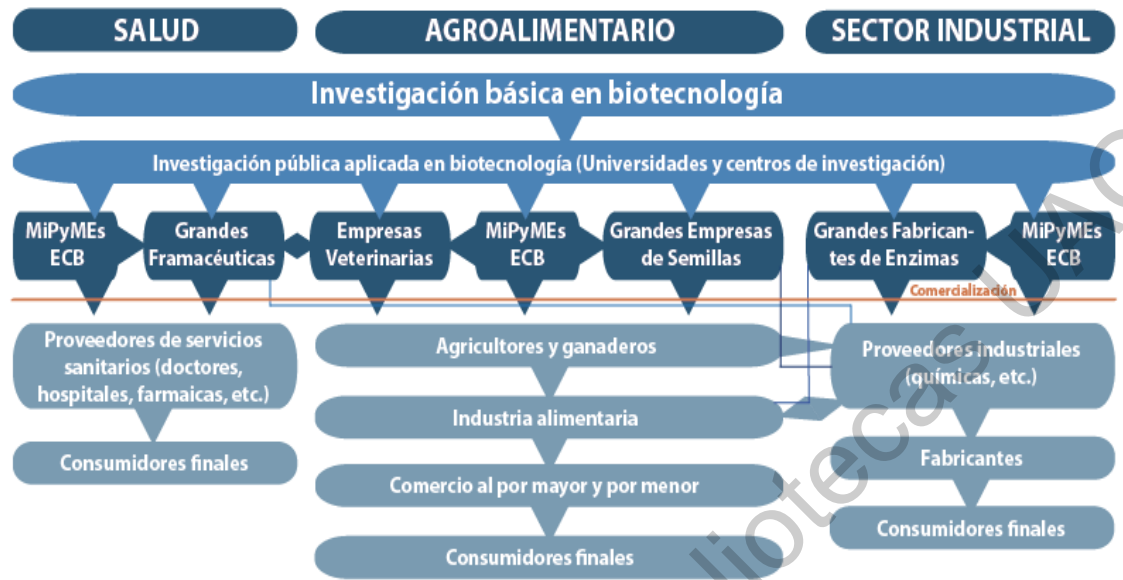 SALUD
AGROALIMENTARIO
SECTOR INDUSTRIAL
Investigación básica en biotecnología
Investigación pública aplicada en biotecnología (Universidades y centros de investigación)
MiPyMEs
ECB
Grandes
Framacéuticas
Empresas
Veterinarias
MiPyMEs
ECB
Grandes Empresas
de Semillas
Grandes Fabrican-
tes de Enzimas
MiPyMEs
ECB
Comercialización
Proveedores de servicios
sanitarios (doctores,
hospitales, farmaicas, etc.)
Consumidores finales
Agricultores y ganaderos
Industria alimentaria
Comercio al por mayor y por menor
Consumidores finales
Proveedores industriales
(químicas, etc.)
Fabricantes
Consumidores finales